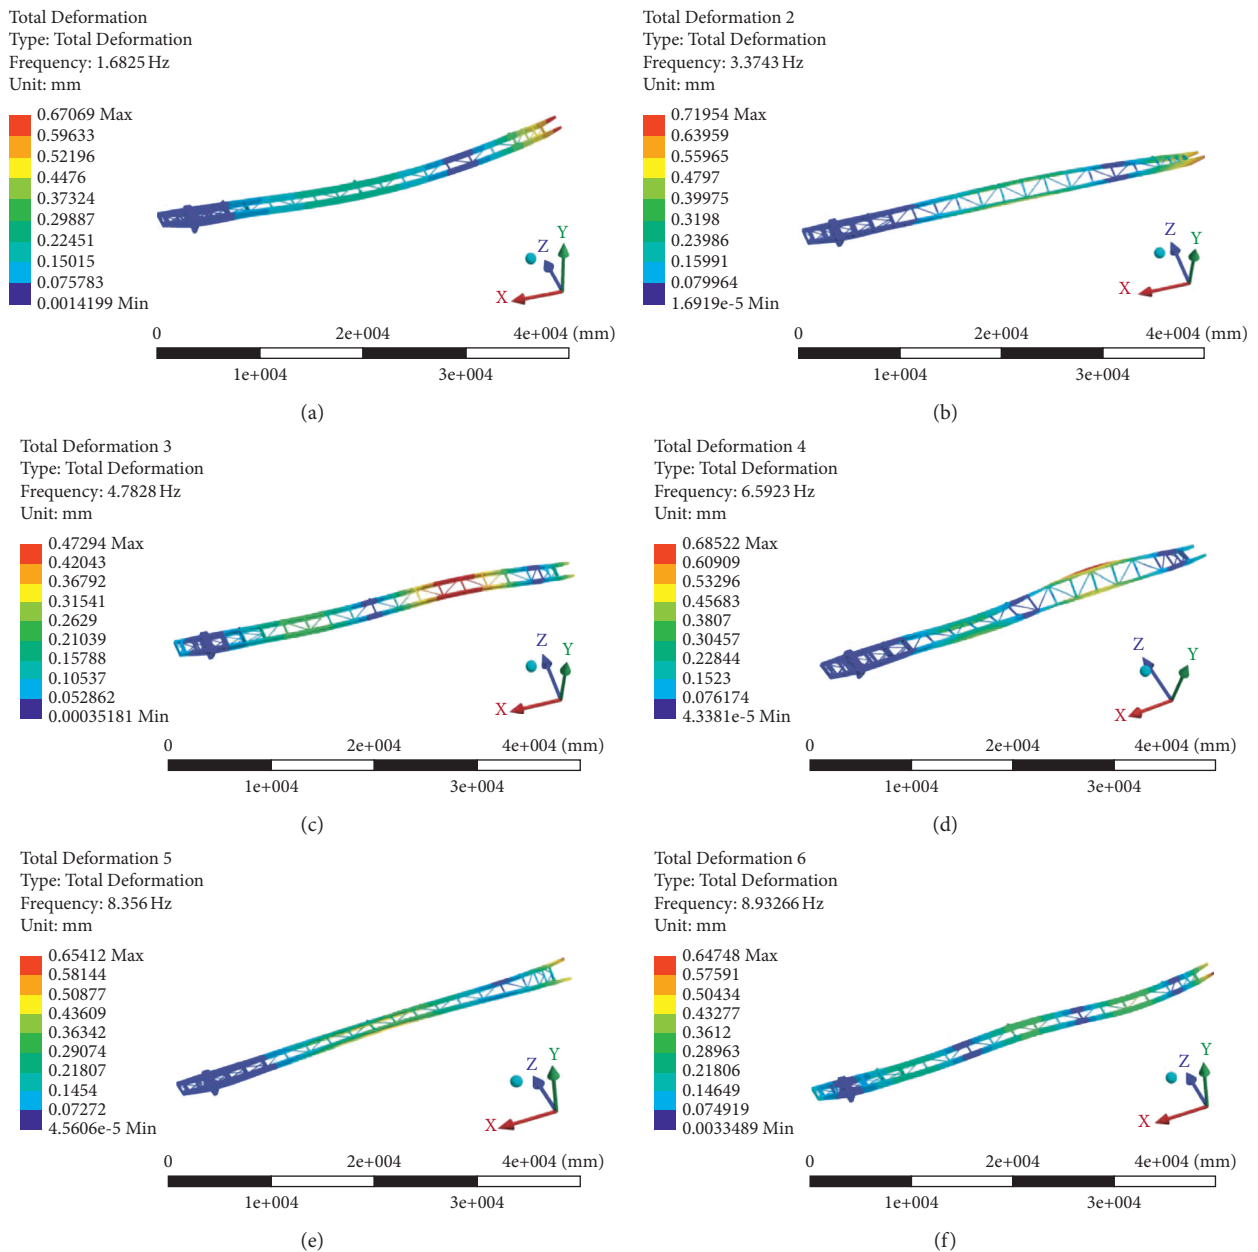 Total Deformation
Type: Total Deformation
Frequency: 1.6825 Hz
Unit: mm
0.67069 Max
0.59633
0.52196
0.4476
0.37324
0.29887
0.22451
0.15015
0.075783
0.0014199 Min
Y
Z
X
0 2e+004 4e+004 (mm)
1e+004 3e+004
(a)
Total Deformation 2
Type: Total Deformation
Frequency: 3.3743 Hz
Unit: mm
0.71954 Max
0.63959
0.55965
0.4797
0.39975
0.3198
0.23986
0.15991
0.079964
1.6919e-5 Min
Z Y
X
0 2e+004 4e+004 (mm)
1e+004 3e+004
(b)
Total Deformation 3
Type: Total Deformation
Frequency: 4.7828 Hz
Unit: mm
0.47294 Max
0.42043
0.36792
0.31541
0.2629
0.21039
0.15788
0.10537
0.052862
0.00035181 Min
Z Y
X
0 2e+004 4e+004 (mm)
1e+004 3e+004
(c)
Total Deformation 4
Type: Total Deformation
Frequency: 6.5923 Hz
Unit: mm
0.68522 Max
0.60909
0.53296
0.45683
0.3807
0.30457
0.22844
0.1523
0.076174
4.3381e-5 Min
Z Y
X
0 2e+004 4e+004 (mm)
1e+004 3e+004
(d)
Total Deformation 5
Type: Total Deformation
Frequency: 8.356 Hz
Unit: mm
0.65412 Max
0.58144
0.50877
0.43609
0.36342
0.29074
0.21807
0.1454
0.07272
4.5606e-5 Min
Z Y
X
0 2e+004 4e+004 (mm)
1e+004 3e+004
(e)
Total Deformation 6
Type: Total Deformation
Frequency: 8.93266 Hz
Unit: mm
0.64748 Max
0.57591
0.50434
0.43277
0.3612
0.28963
0.21806
0.14649
0.074919
0.0033489 Min
Z Y
X
0 2e+004 4e+004 (mm)
1e+004 3e+004
(f)